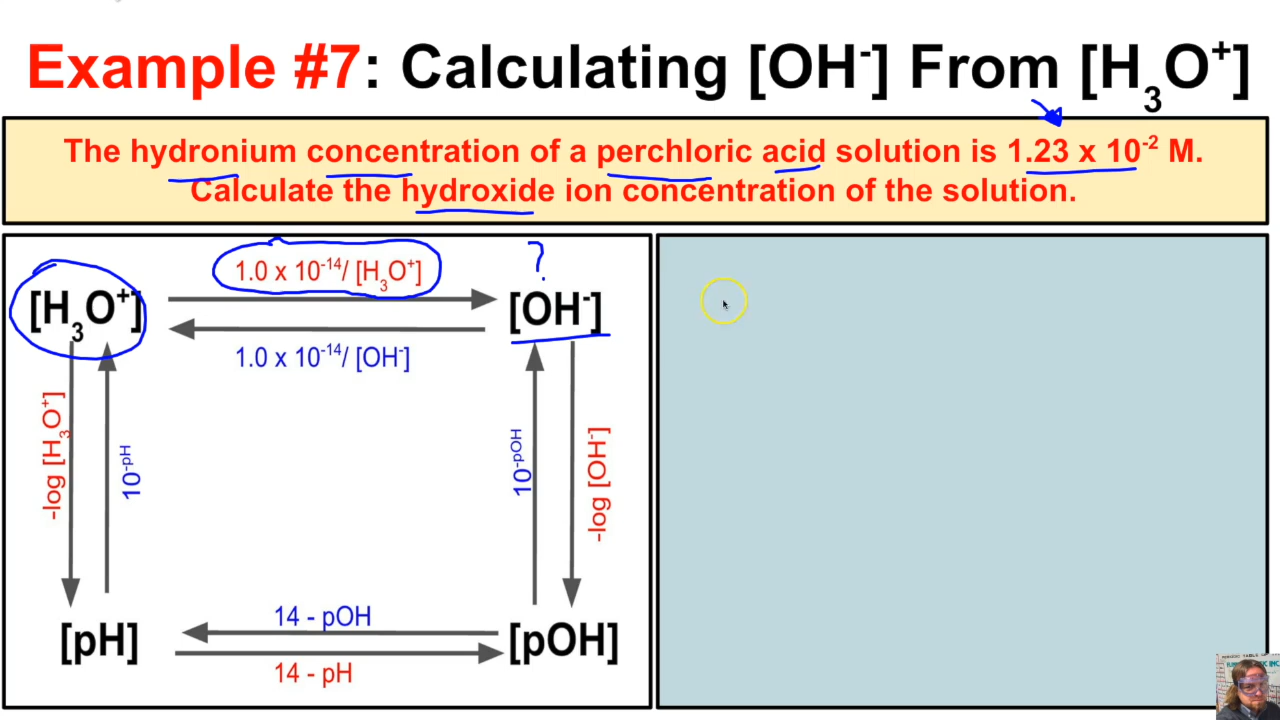 Example #7: Calculating [OH⁻] From [H₃O⁺]
The hydronium concentration of a perchloric acid solution is 1.23 x 10⁻² M.
Calculate the hydroxide ion concentration of the solution.
1.0 x 10⁻¹⁴/ [H₃O⁺]
?
[H₃O⁺]
[OH⁻]
1.0 x 10⁻¹⁴/ [OH⁻]
-log [H₃O⁺]
10⁻ᵖᴴ
10⁻ᵖᴼᴴ
-log [OH⁻]
14 - pOH
[pH]
[pOH]
14 - pH